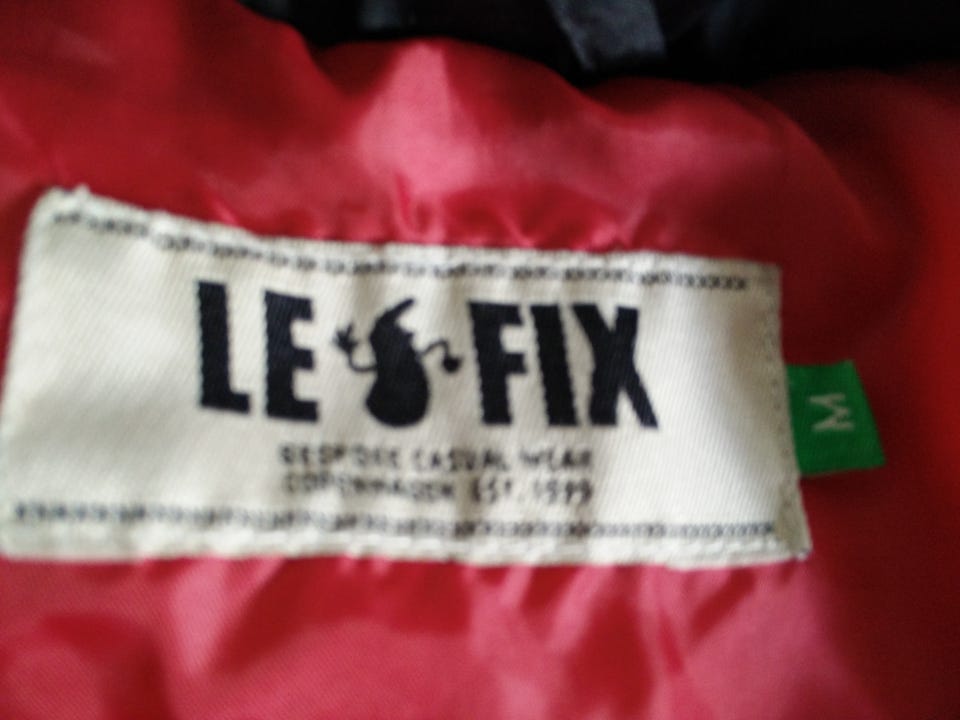 LE FIX
M
BESPOKE CASUAL WEAR
COPENHAGEN EST. 1999